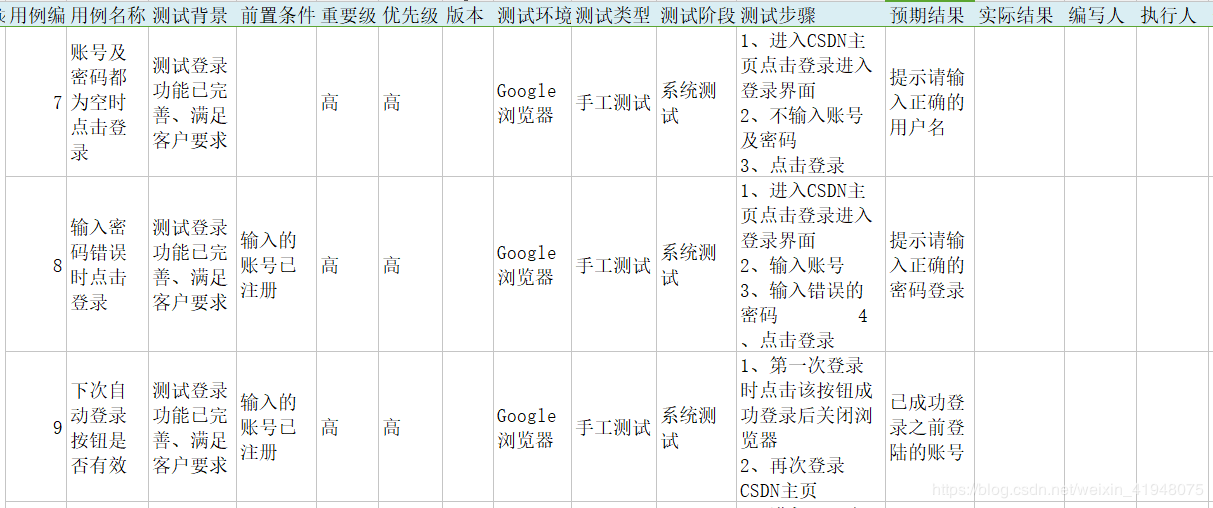 用例编 用例名称 测试背景 前置条件 重要级 优先级 版本 测试环境 测试类型 测试阶段 测试步骤 预期结果 实际结果 编写人 执行人
7
账号及
密码都
为空时
点击登
录
测试登录
功能已完
善、满足
客户要求
高
高
Google
浏览器
手工测试
系统测
试
1、进入CSDN主
页点击登录进入
登录界面
2、不输入账号
及密码
3、点击登录
提示请输
入正确的
用户名
8
输入密
码错误
时点击
登录
测试登录
功能已完
善、满足
客户要求
输入的
账号已
注册
高
高
Google
浏览器
手工测试
系统测
试
1、进入CSDN主
页点击登录进入
登录界面
2、输入账号
3、输入错误的
密码 4
、点击登录
提示请输
入正确的
密码登录
9
下次自
动登录
按钮是
否有效
测试登录
功能已完
善、满足
客户要求
输入的
账号已
注册
高
高
Google
浏览器
手工测试
系统测
试
1、第一次登录
时点击该按钮成
功登录后关闭浏
览器
2、再次登录
CSDN主页
已成功登
录之前登
陆的账号
https://blog.csdn.net/weixin_41948075